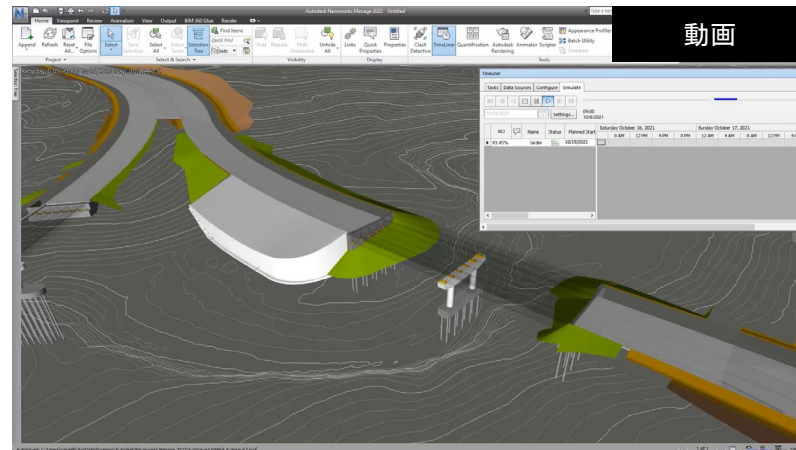 Autodesk Navisworks Manage 2022 Untitled
動画
Home Viewpoint Review Animation View Output BIM 360 Glue Render
Append Refresh Reset All... File Options
Select Save Selection Select All Select Same Selection Tree
Find Items
Quick Find
Sets
Hide Require Hide Unselected Unhide All
Links Quick Properties Properties
Clash Detective TimeLiner Quantification Autodesk Rendering Animator Scripter
Appearance Profiler
Batch Utility
Compare
Project Select & Search Visibility Display Tools
Selection Tree
TimeLiner
Tasks Data Sources Configure Simulate
Settings...
09:00
10/6/2021
Saturday October 16, 2021 Sunday October 17, 2021
Name Status Planned Start
8 AM 12 PM 4 PM 8 PM 12 AM 4 AM 8 AM 12 PM
93.45% Girder 10/15/2021
1 of 1